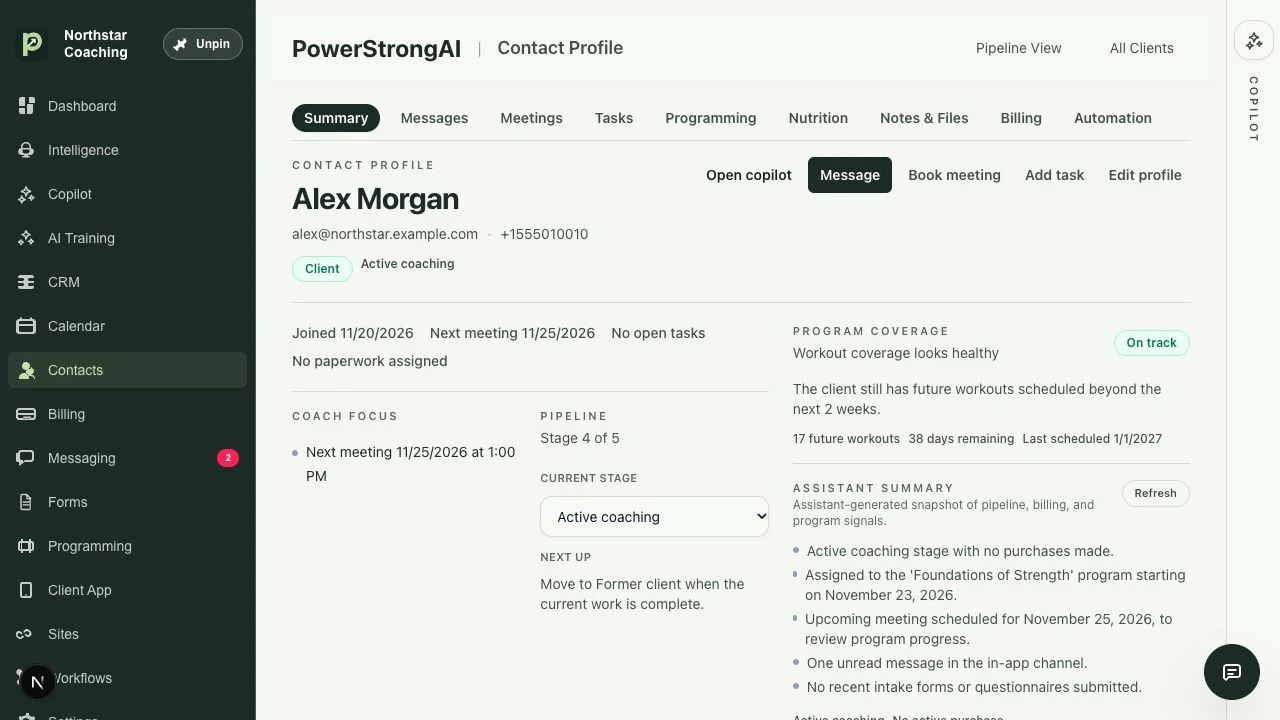 Northstar
Coaching
Unpin
Dashboard
Intelligence
Copilot
AI Training
CRM
Calendar
Contacts
Billing
Messaging
2
Forms
Programming
Client App
Sites
Workflows
N
PowerStrongAI | Contact Profile
Pipeline View
All Clients
Summary
Messages
Meetings
Tasks
Programming
Nutrition
Notes & Files
Billing
Automation
CONTACT PROFILE
Alex Morgan
alex@northstar.example.com · +1555010010
Client
Active coaching
Open copilot
Message
Book meeting
Add task
Edit profile
Joined 11/20/2026 Next meeting 11/25/2026 No open tasks
No paperwork assigned
COACH FOCUS
Next meeting 11/25/2026 at 1:00
PM
PIPELINE
Stage 4 of 5
CURRENT STAGE
Active coaching
NEXT UP
Move to Former client when the
current work is complete.
PROGRAM COVERAGE
Workout coverage looks healthy
On track
The client still has future workouts scheduled beyond the
next 2 weeks.
17 future workouts 38 days remaining Last scheduled 1/1/2027
ASSISTANT SUMMARY
Assistant-generated snapshot of pipeline, billing, and
program signals.
Refresh
Active coaching stage with no purchases made.
Assigned to the 'Foundations of Strength' program starting
on November 23, 2026.
Upcoming meeting scheduled for November 25, 2026, to
review program progress.
One unread message in the in-app channel.
No recent intake forms or questionnaires submitted.
COPILOT